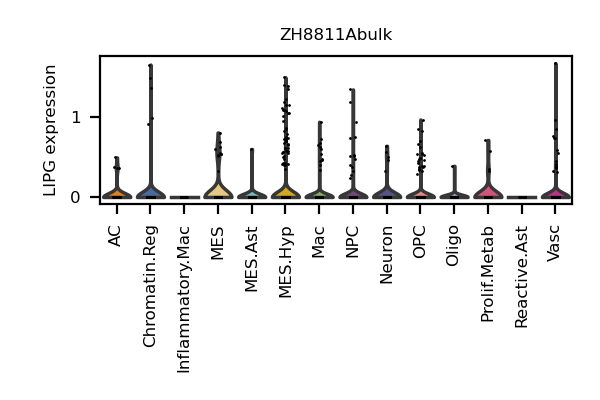 ZH8811Abulk
LIPG expression
1
0
AC
Chromatin.Reg
Inflammatory.Mac
MES
MES.Ast
MES.Hyp
Mac
NPC
Neuron
OPC
Oligo
Prolif.Metab
Reactive.Ast
Vasc